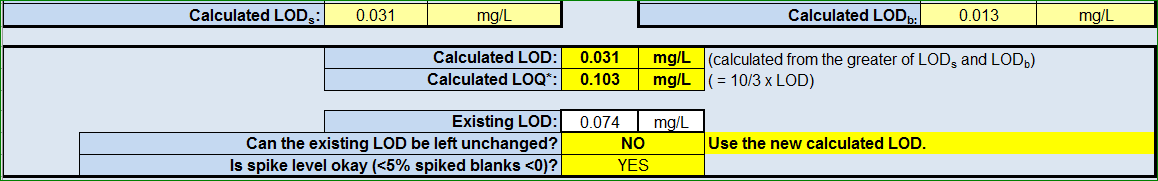 Calculated LODs: 0.031 mg/L Calculated LODb: 0.013 mg/L
Calculated LOD: 0.031 mg/L (calculated from the greater of LODs and LODb)
Calculated LOQ*: 0.103 mg/L ( = 10/3 x LOD)
Existing LOD: 0.074 mg/L
Can the existing LOD be left unchanged? NO Use the new calculated LOD.
Is spike level okay (<5% spiked blanks <0)? YES